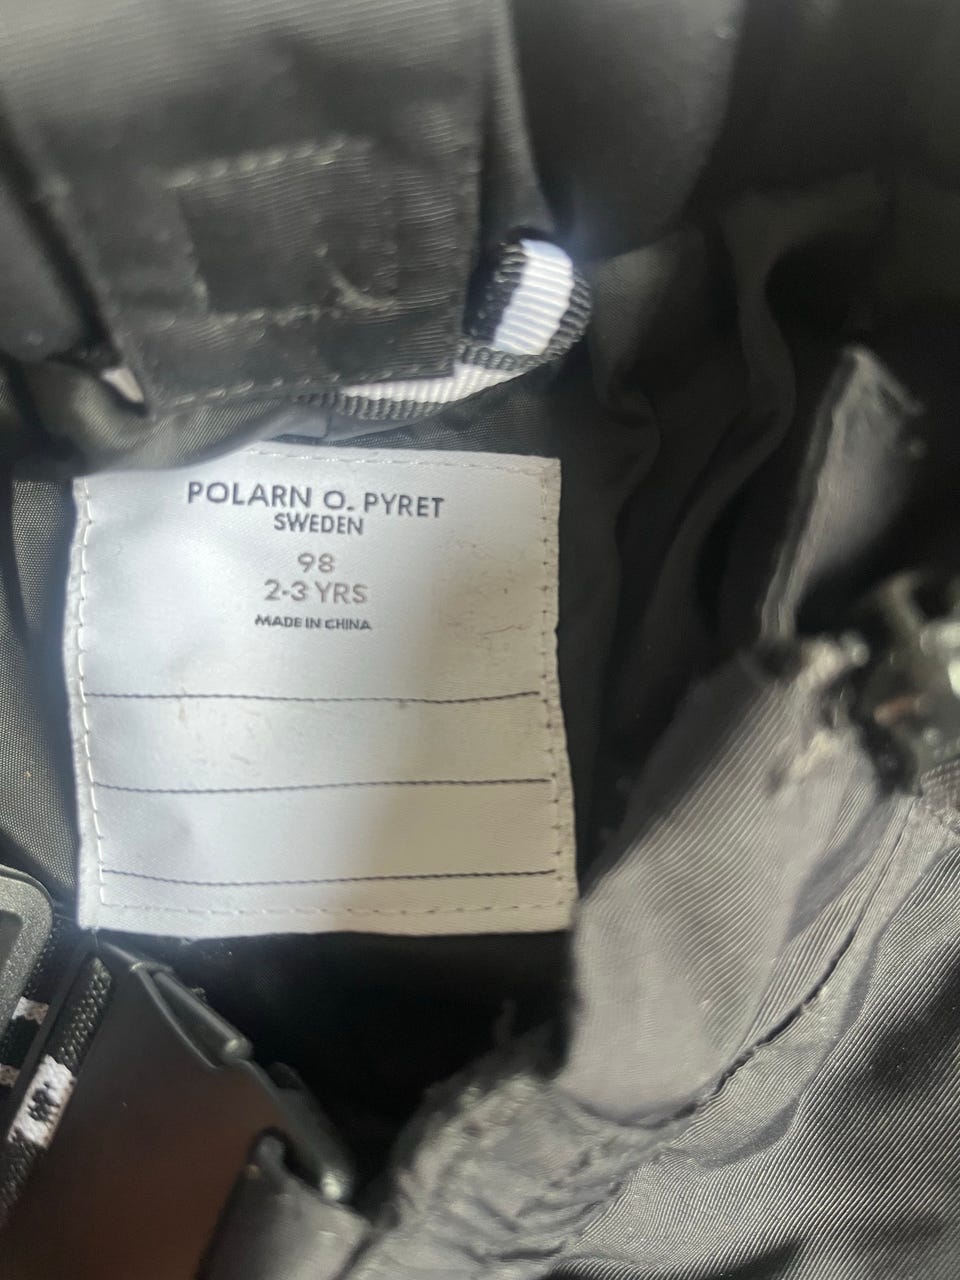 POLARN O. PYRET
SWEDEN
98
2-3 YRS
MADE IN CHINA